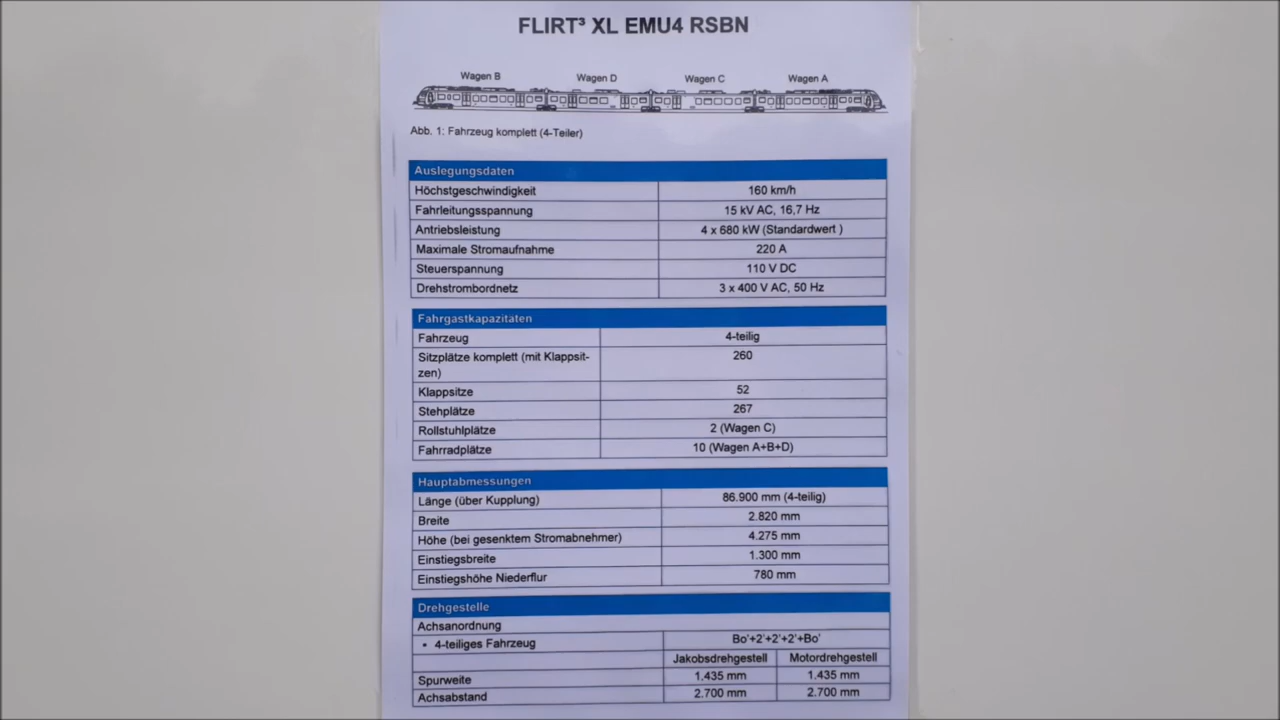 FLIRT³ XL EMU4 RSBN
Wagen B Wagen D Wagen C Wagen A
Abb. 1: Fahrzeug komplett (4-Teiler)
Auslegungsdaten
Höchstgeschwindigkeit 160 km/h
Fahrleitungsspannung 15 kV AC, 16,7 Hz
Antriebsleistung 4 x 680 kW (Standardwert )
Maximale Stromaufnahme 220 A
Steuerspannung 110 V DC
Drehstrombordnetz 3 x 400 V AC, 50 Hz
Fahrgastkapazitäten
Fahrzeug 4-teilig
Sitzplätze komplett (mit Klappsit- 260
zen)
Klappsitze 52
Stehplätze 267
Rollstuhlplätze 2 (Wagen C)
Fahrradplätze 10 (Wagen A+B+D)
Hauptabmessungen
Länge (über Kupplung) 86.900 mm (4-teilig)
Breite 2.820 mm
Höhe (bei gesenktem Stromabnehmer) 4.275 mm
Einstiegsbreite 1.300 mm
Einstiegshöhe Niederflur 780 mm
Drehgestelle
Achsanordnung
• 4-teiliges Fahrzeug Bo'+2'+2'+2'+Bo'
Jakobsdrehgestell Motordrehgestell
Spurweite 1.435 mm 1.435 mm
Achsabstand 2.700 mm 2.700 mm